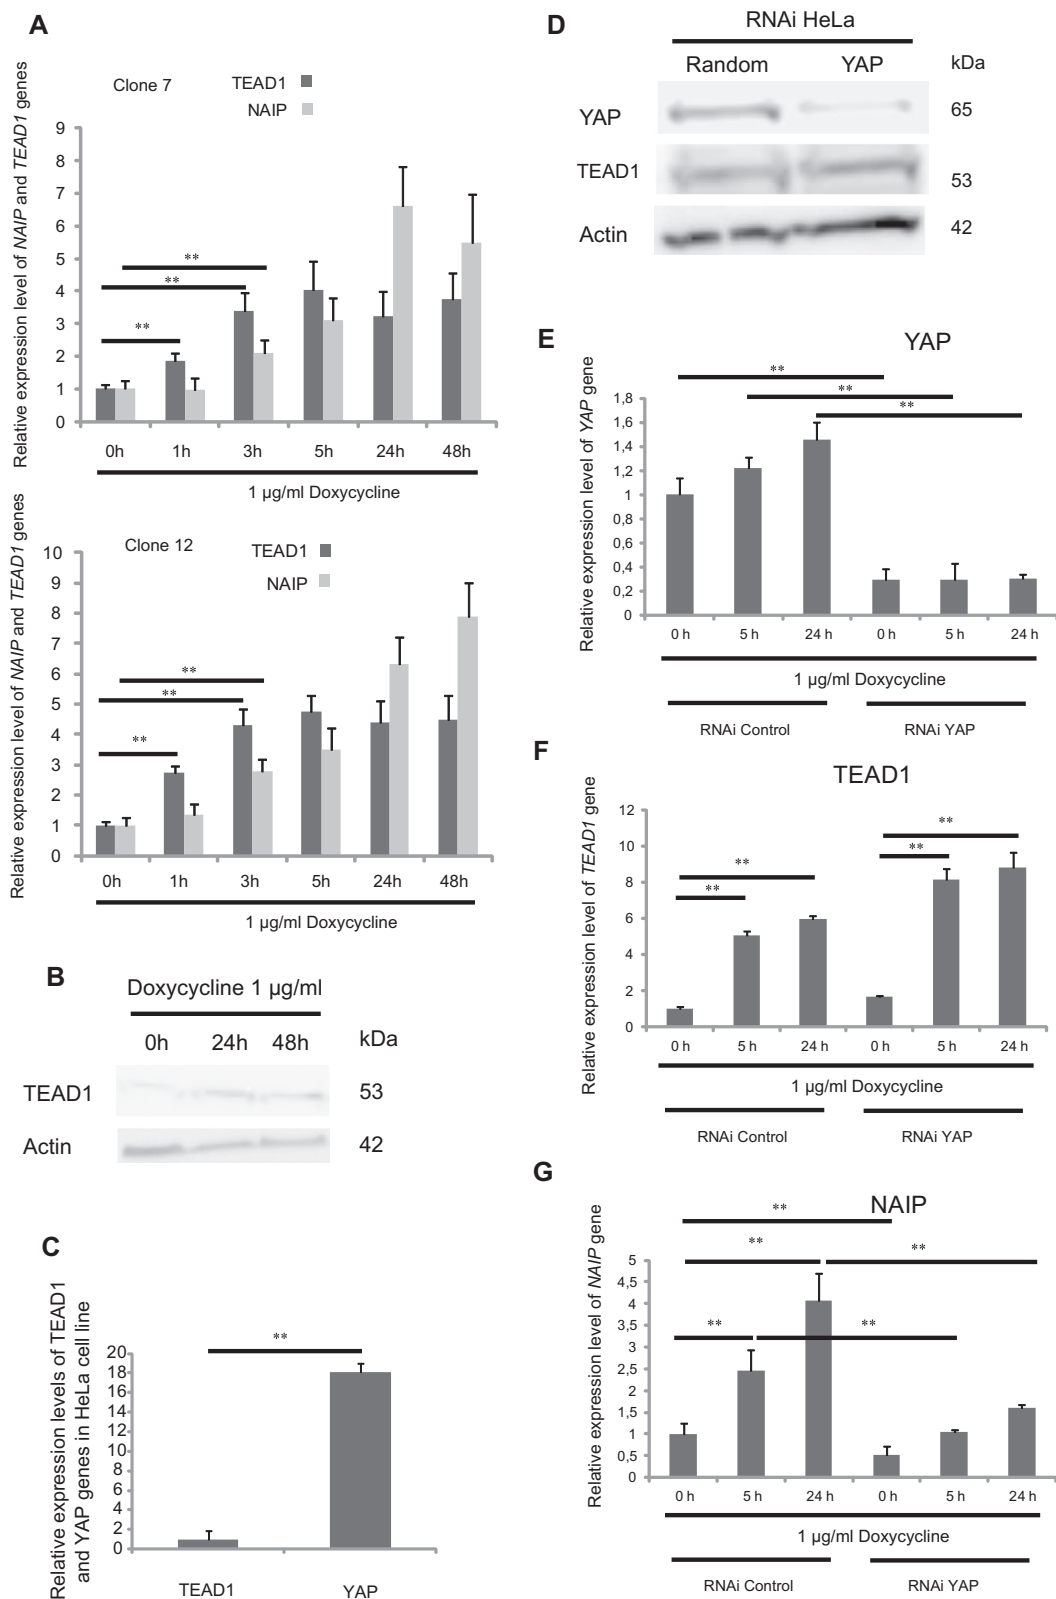 A
Clone 7
TEAD1
NAIP
Relative expression level of NAIP and TEAD1 genes
9
8
7
6
5
4
3
2
1
0
**
**
**
0h 1h 3h 5h 24h 48h
1 µg/ml Doxycycline
Clone 12
TEAD1
NAIP
Relative expression level of NAIP and TEAD1 genes
10
9
8
7
6
5
4
3
2
1
0
**
**
**
0h 1h 3h 5h 24h 48h
1 µg/ml Doxycycline
B
Doxycycline 1 µg/ml
0h 24h 48h kDa
TEAD1 53
Actin 42
C
Relative expression levels of TEAD1
and YAP genes in HeLa cell line
**
20
18
16
14
12
10
8
6
4
2
0
TEAD1 YAP
D
RNAi HeLa
Random YAP kDa
YAP 65
TEAD1 53
Actin 42
E
YAP
Relative expression level of YAP gene
**
**
**
1,8
1,6
1,4
1,2
1
0,8
0,6
0,4
0,2
0
0 h 5 h 24 h 0 h 5 h 24 h
1 µg/ml Doxycycline
RNAi Control RNAi YAP
F
TEAD1
Relative expression level of TEAD1 gene
12
10
8
6
4
2
0
**
**
**
**
0 h 5 h 24 h 0 h 5 h 24 h
1 µg/ml Doxycycline
RNAi Control RNAi YAP
G
NAIP
Relative expression level of NAIP gene
**
** **
** **
5
4,5
4
3,5
3
2,5
2
1,5
1
0,5
0
0 h 5 h 24 h 0 h 5 h 24 h
1 µg/ml Doxycycline
RNAi Control RNAi YAP